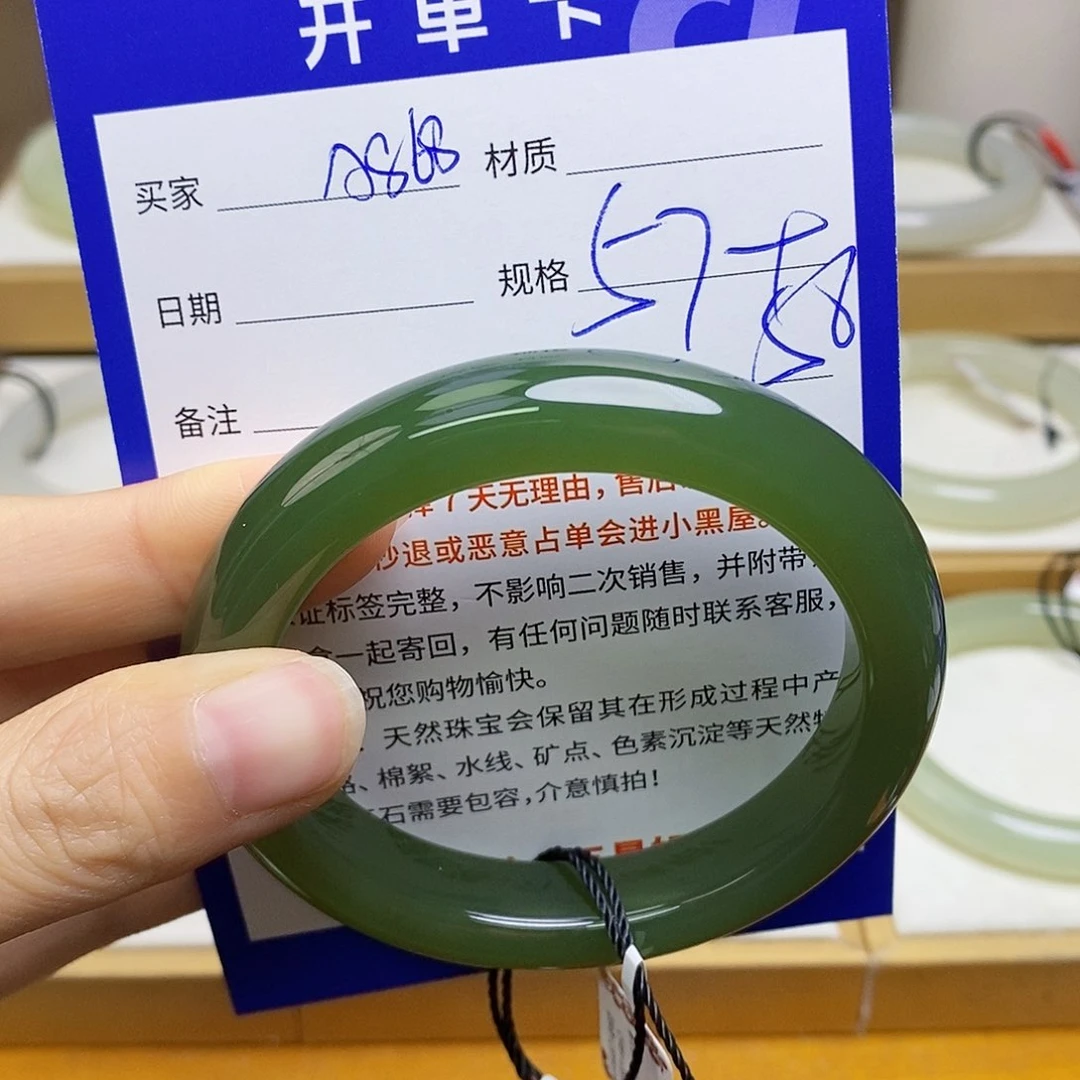 开单卡
买家 2868 材质
日期 规格 57
58
备注
7天无理由，售后
秒退或恶意占单会进小黑屋。
证标签完整，不影响二次销售，并附带
一起寄回，有任何问题随时联系客服，
祝您购物愉快。
天然珠宝会保留其在形成过程中产
、棉絮、水线、矿点、色素沉淀等天然
石需要包容，介意慎拍！